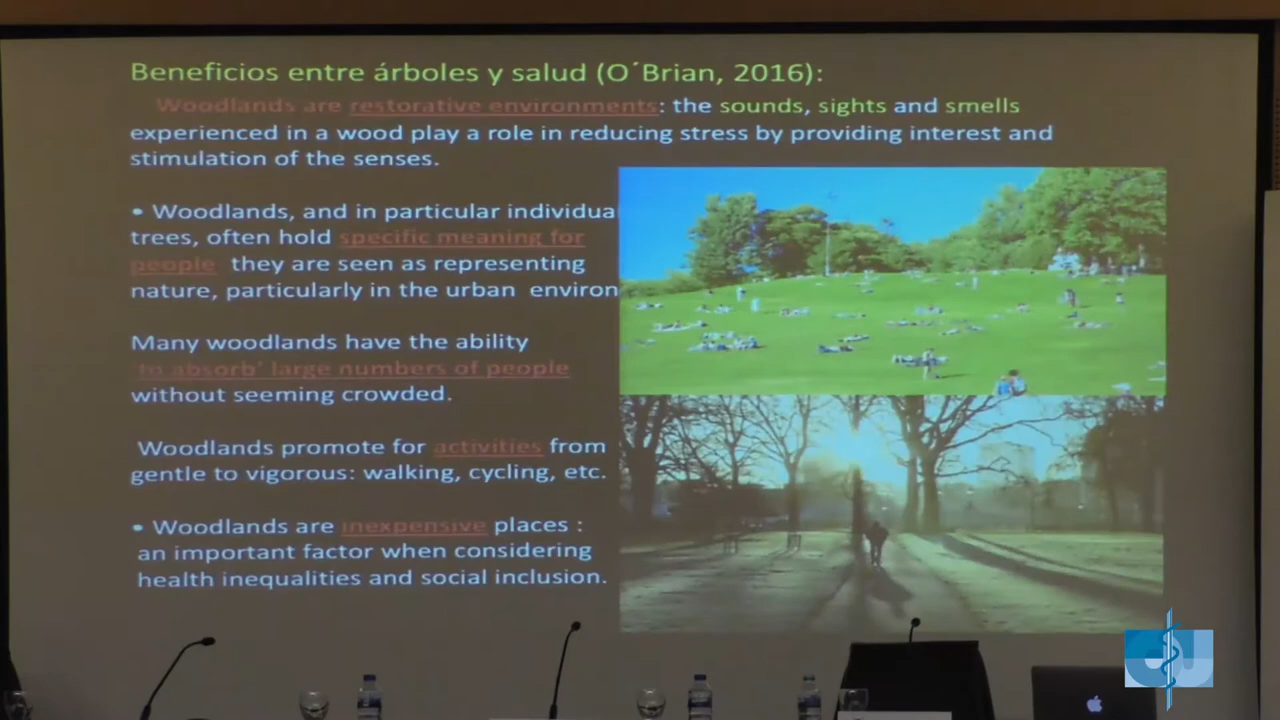 Beneficios entre árboles y salud (O´Brian, 2016):
Woodlands are restorative environments: the sounds, sights and smells
experienced in a wood play a role in reducing stress by providing interest and
stimulation of the senses.
• Woodlands, and in particular individua
trees, often hold specific meaning for
people they are seen as representing
nature, particularly in the urban environ
Many woodlands have the ability
'to absorb' large numbers of people
without seeming crowded.
Woodlands promote for activities from
gentle to vigorous: walking, cycling, etc.
• Woodlands are inexpensive places :
an important factor when considering
health inequalities and social inclusion.